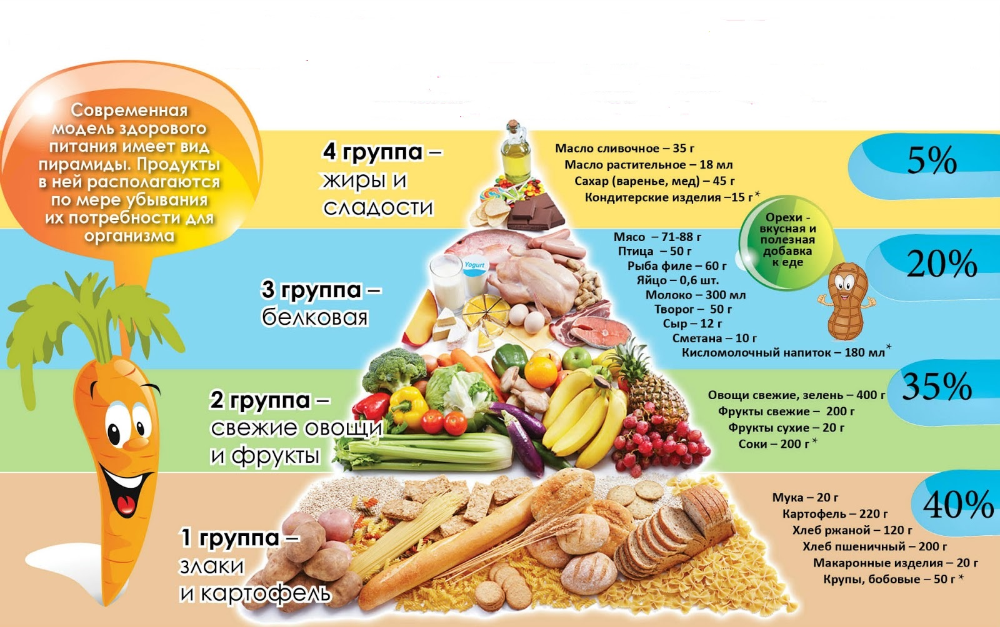 Современная
модель здорового
питания имеет вид
пирамиды. Продукты
в ней располагаются
по мере убывания
их потребности для
организма
4 группа –
жиры и
сладости
Масло сливочное – 35 г
Масло растительное – 18 мл
Сахар (варенье, мед) – 45 г
Кондитерские изделия –15 г*
5%
Орехи -
вкусная и
полезная
добавка
к еде
3 группа –
белковая
Yogurt
Мясо – 71-88 г
Птица – 50 г
Рыба филе – 60 г
Яйцо – 0,6 шт.
Молоко – 300 мл
Творог – 50 г
Сыр – 12 г
Сметана – 10 г
Кисломолочный напиток – 180 мл*
20%
2 группа –
свежие овощи
и фрукты
Овощи свежие, зелень – 400 г
Фрукты свежие – 200 г
Фрукты сухие – 20 г
Соки – 200 г*
35%
1 группа –
злаки
и картофель
Мука – 20 г
Картофель – 220 г
Хлеб ржаной – 120 г
Хлеб пшеничный – 200 г
Макаронные изделия – 20 г
Крупы, бобовые – 50 г*
40%